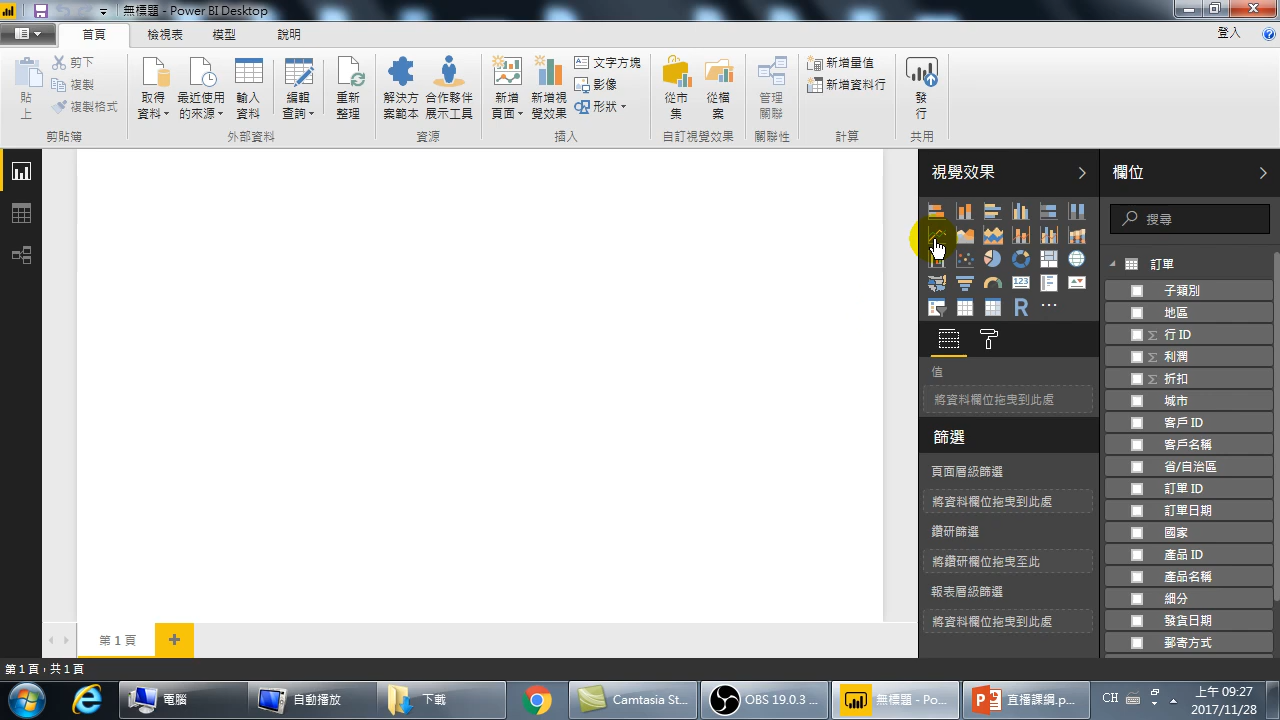 無標題 - Power BI Desktop
首頁
檢視表
模型
說明
登入
貼上
剪下
複製
複製格式
剪貼簿
取得資料
最近使用的來源
輸入資料
編輯查詢
重新整理
外部資料
解決方案範本
合作夥伴展示工具
資源
新增頁面
新增視覺效果
文字方塊
影像
形狀
插入
從市集
從檔案
自訂視覺效果
管理關聯
關聯性
新增量值
新增資料行
計算
發行
共用
視覺效果
R
123
值
將資料欄位拖曳到此處
篩選
頁面層級篩選
將資料欄位拖曳到此處
鑽研篩選
將鑽研欄位拖曳至此
報表層級篩選
將資料欄位拖曳到此處
欄位
搜尋
訂單
子類別
地區
Σ 行 ID
Σ 利潤
Σ 折扣
城市
客戶 ID
客戶名稱
省/自治區
訂單 ID
訂單日期
國家
產品 ID
產品名稱
細分
發貨日期
郵寄方式
第 1 頁
第 1 頁，共 1 頁
電腦
自動播放
下載
Camtasia St...
OBS 19.0.3 ...
無標題 - Po...
直播課綱.p...
CH
上午 09:27
2017/11/28